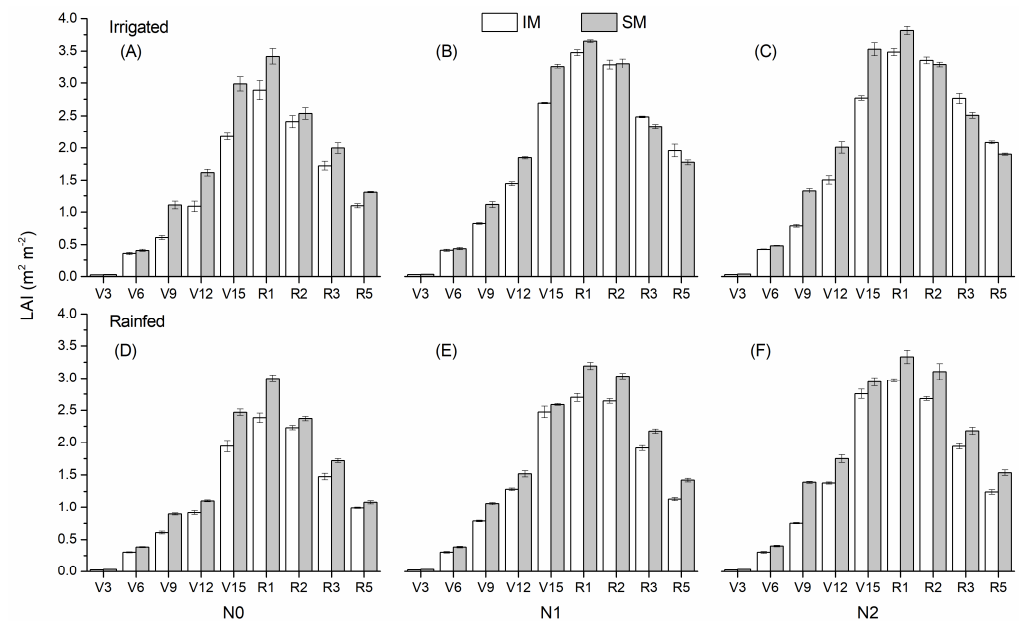 IM SM
Irrigated
(A) (B) (C)
4.0
3.5
3.0
2.5
2.0
1.5
1.0
0.5
0.0
V3 V6 V9 V12 V15 R1 R2 R3 R5 V3 V6 V9 V12 V15 R1 R2 R3 R5 V3 V6 V9 V12 V15 R1 R2 R3 R5
LAI (m² m⁻²)
Rainfed
(D) (E) (F)
4.0
3.5
3.0
2.5
2.0
1.5
1.0
0.5
0.0
V3 V6 V9 V12 V15 R1 R2 R3 R5 V3 V6 V9 V12 V15 R1 R2 R3 R5 V3 V6 V9 V12 V15 R1 R2 R3 R5
N0 N1 N2